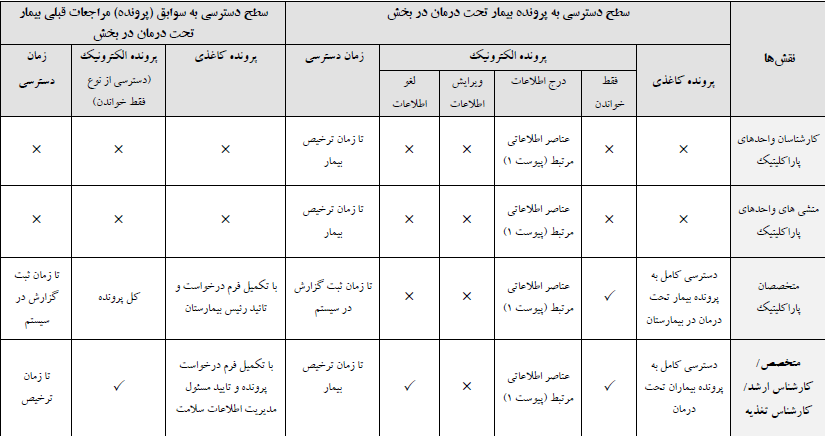 نقش‌ها
سطح دسترسی به پرونده بیمار تحت درمان در بخش
سطح دسترسی به سوابق (پرونده) مراجعات قبلی بیمار
تحت درمان در بخش
پرونده کاغذی
پرونده الکترونیک
زمان دسترسی
پرونده کاغذی
پرونده الکترونیک
(دسترسی از نوع
فقط خواندن)
زمان
دسترسی
فقط
خواندن
درج اطلاعات
ویرایش
اطلاعات
لغو
اطلاعات
کارشناسان واحدهای
پاراکلینیک
×
×
عناصر اطلاعاتی
مرتبط (پیوست ۱)
×
×
تا زمان ترخیص
بیمار
×
×
×
منشی های واحدهای
پاراکلینیک
×
×
عناصر اطلاعاتی
مرتبط (پیوست ۱)
×
×
تا زمان ترخیص
بیمار
×
×
×
متخصصان
پاراکلینیک
دسترسی کامل به
پرونده بیمار تحت
درمان در بیمارستان
✓
عناصر اطلاعاتی
مرتبط (پیوست ۱)
×
×
تا زمان ثبت گزارش
در سیستم
با تکمیل فرم درخواست و
تائید رئیس بیمارستان
کل پرونده
تا زمان ثبت
گزارش در
سیستم
متخصص/
کارشناس ارشد/
کارشناس تغذیه
دسترسی کامل به
پرونده بیماران تحت
درمان
✓
عناصر اطلاعاتی
مرتبط (پیوست ۱)
×
✓
تا زمان ترخیص
بیمار
با تکمیل فرم درخواست
پرونده و تایید مسئول
مدیریت اطلاعات سلامت
✓
تا زمان
ترخیص